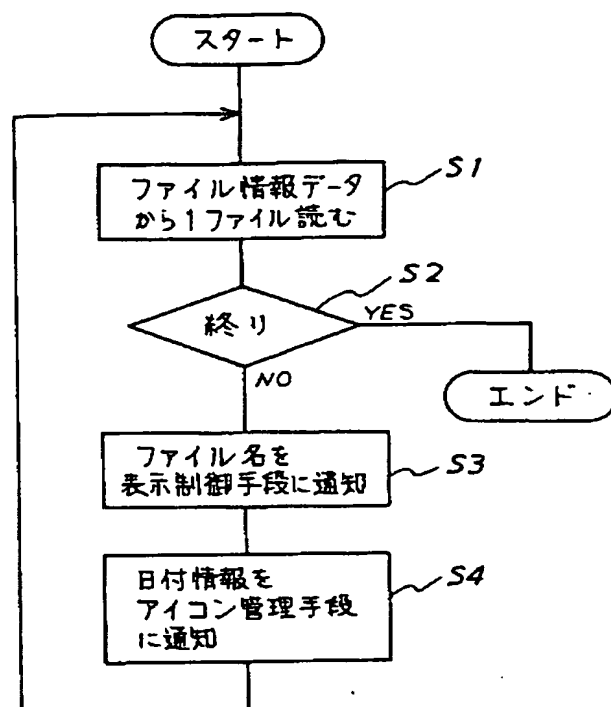 スタート
ファイル情報データ
から1ファイル読む
S1
終り
S2
YES
NO
エンド
ファイル名を
表示制御手段に通知
S3
日付情報を
アイコン管理手段
に通知
S4